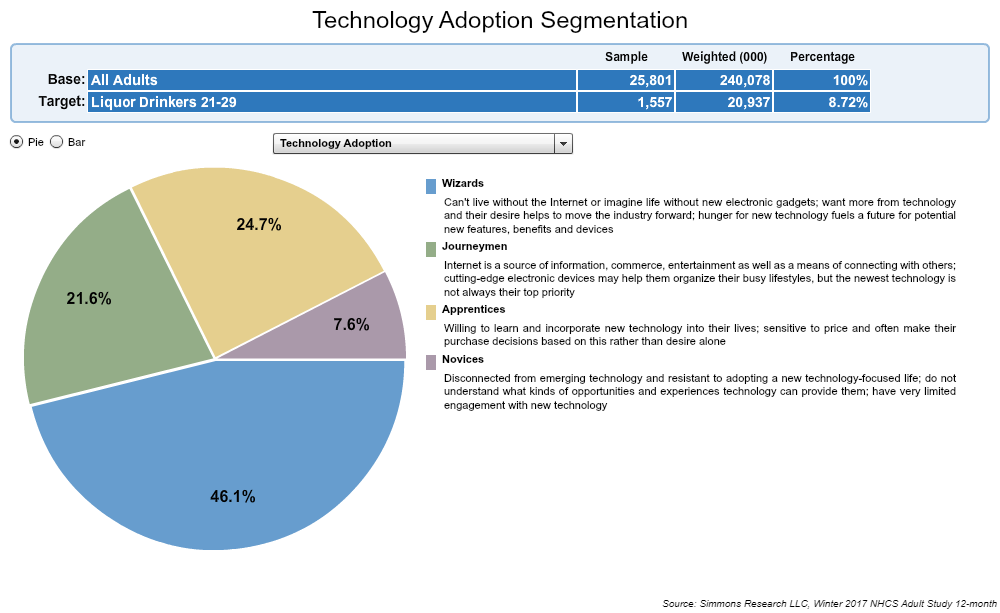 Technology Adoption Segmentation
Sample Weighted (000) Percentage
Base: All Adults 25,801 240,078 100%
Target: Liquor Drinkers 21-29 1,557 20,937 8.72%
Pie Bar Technology Adoption
24.7%
21.6%
7.6%
46.1%
Wizards
Can't live without the Internet or imagine life without new electronic gadgets; want more from technology
and their desire helps to move the industry forward; hunger for new technology fuels a future for potential
new features, benefits and devices
Journeymen
Internet is a source of information, commerce, entertainment as well as a means of connecting with others;
cutting-edge electronic devices may help them organize their busy lifestyles, but the newest technology is
not always their top priority
Apprentices
Willing to learn and incorporate new technology into their lives; sensitive to price and often make their
purchase decisions based on this rather than desire alone
Novices
Disconnected from emerging technology and resistant to adopting a new technology-focused life; do not
understand what kinds of opportunities and experiences technology can provide them; have very limited
engagement with new technology
Source: Simmons Research LLC, Winter 2017 NHCS Adult Study 12-month